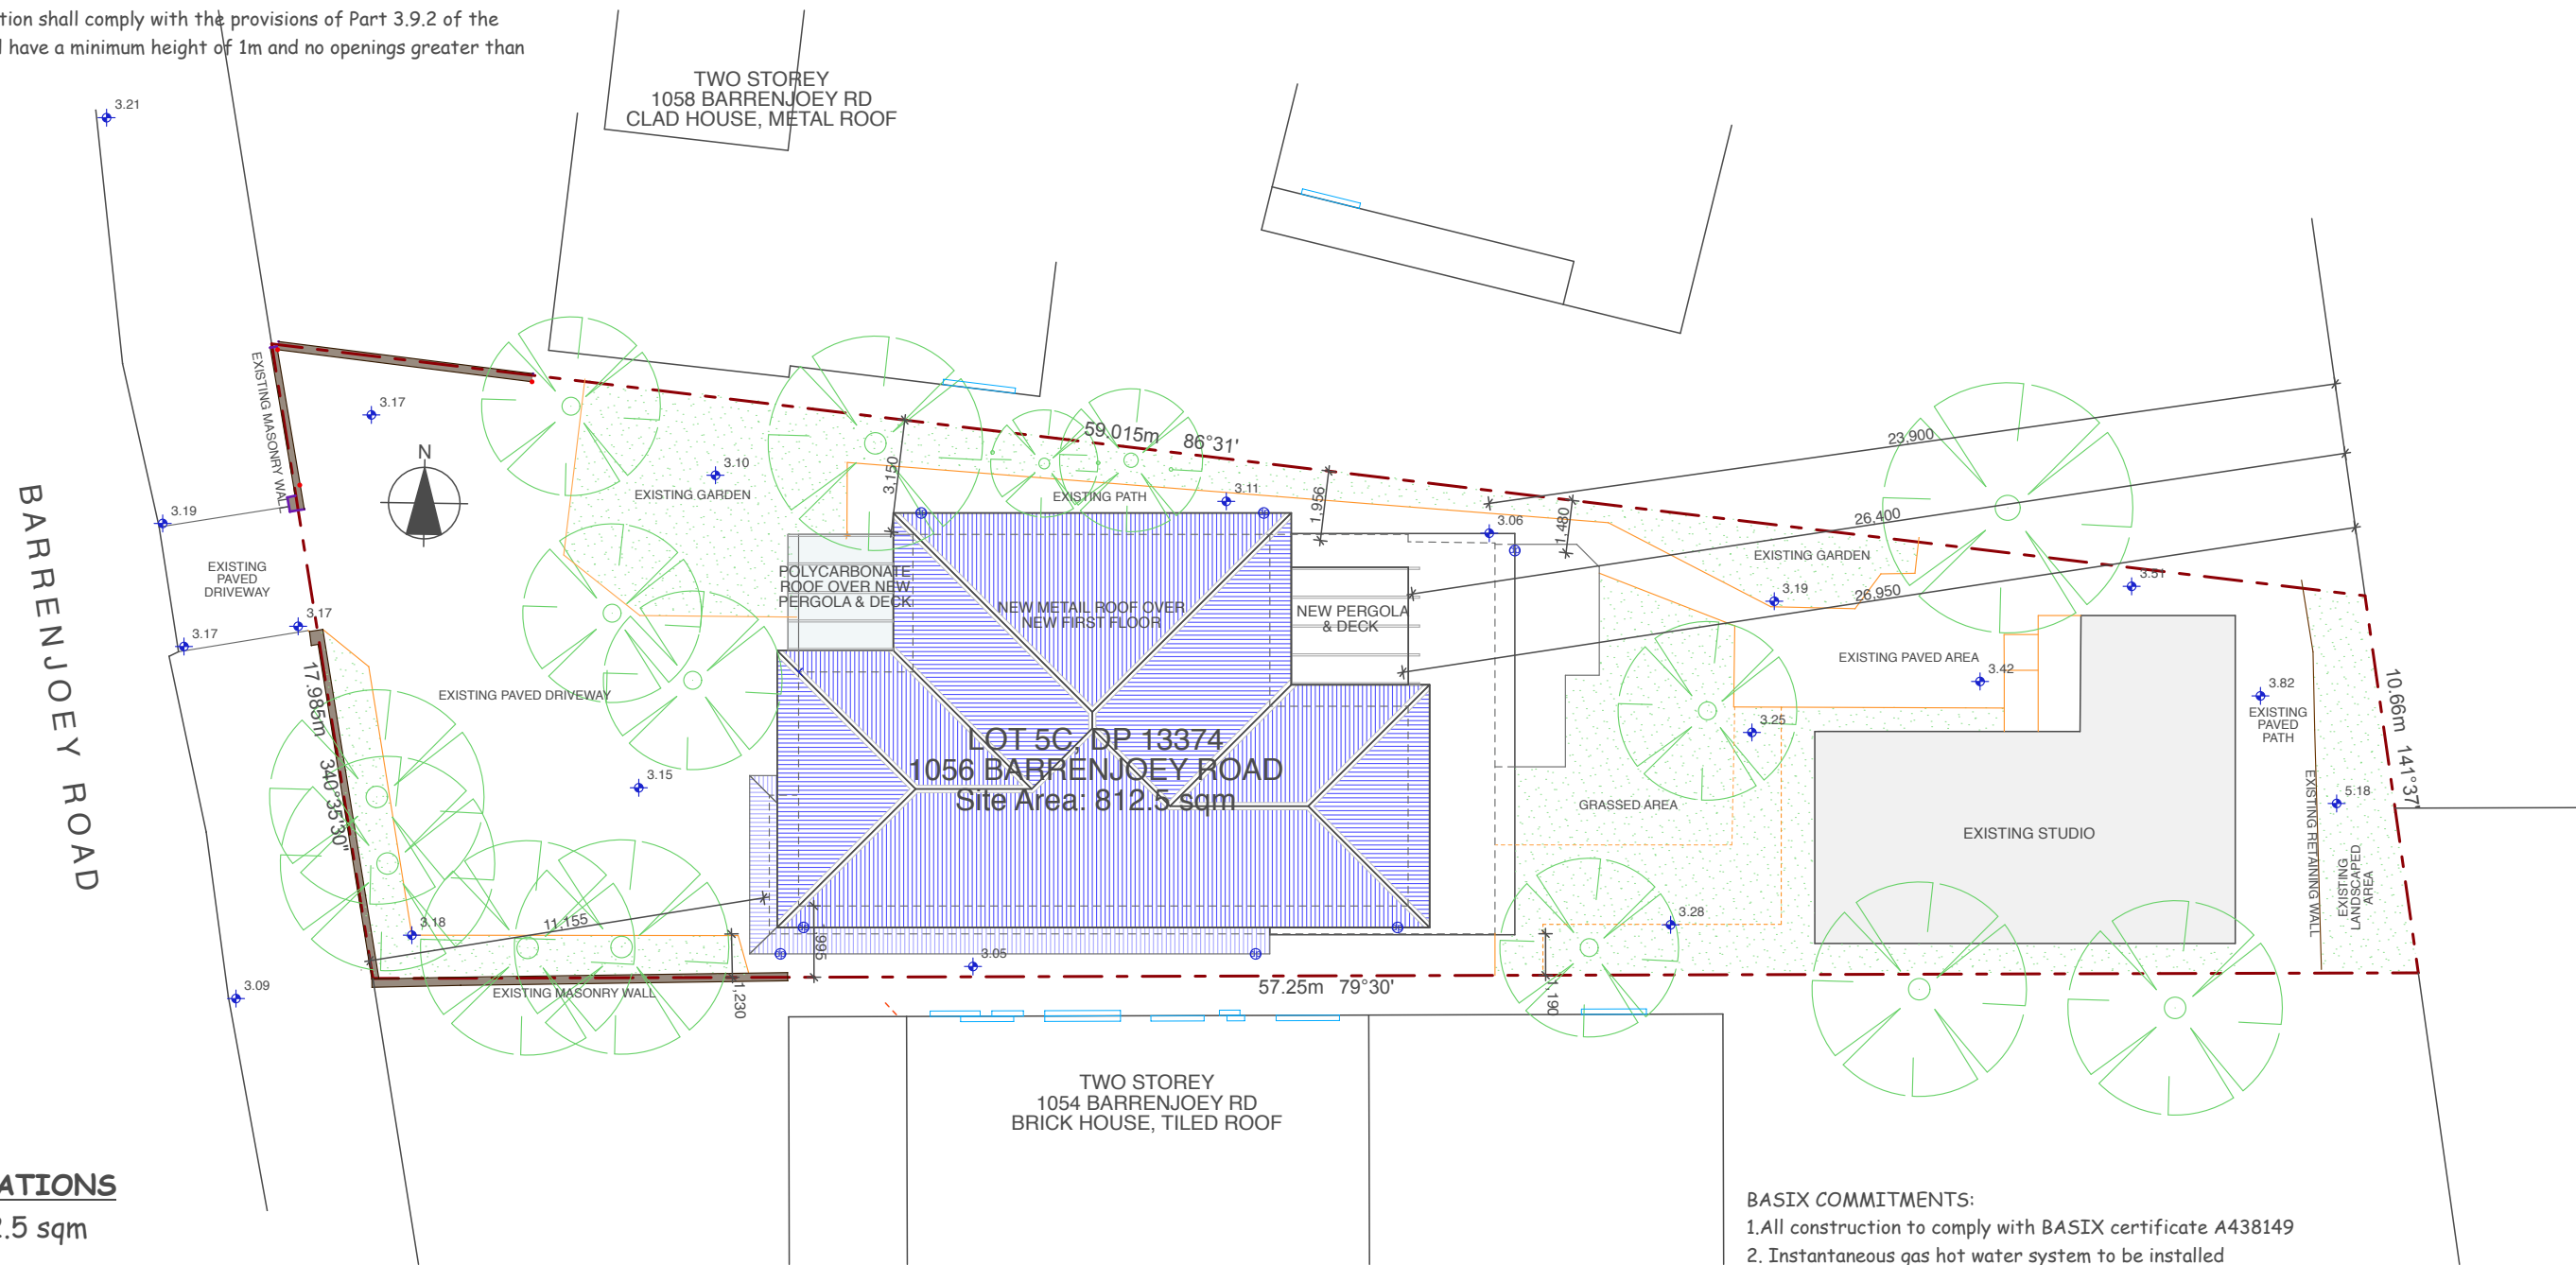 tion shall comply with the provisions of Part 3.9.2 of the
have a minimum height of 1m and no openings greater than
TWO STOREY
1058 BARRENJOEY RD
CLAD HOUSE, METAL ROOF
3.21
EXISTING MASONRY WALL
3.17
N
3.10
EXISTING GARDEN
3,150
59.015m 86°31'
EXISTING PATH
3.11
1,956
3.06
1,480
23,900
26,400
26,950
EXISTING GARDEN
3.19
3.51
BARRENJOEY ROAD
3.19
EXISTING
PAVED
DRIVEWAY
3.17
3.17
17.985m 340°35'30"
EXISTING PAVED DRIVEWAY
3.15
POLYCARBONATE
ROOF OVER NEW
PERGOLA & DECK
NEW METAIL ROOF OVER
NEW FIRST FLOOR
NEW PERGOLA
& DECK
LOT 5C, DP 13374
1056 BARRENJOEY ROAD
Site Area: 812.5 sqm
EXISTING PAVED AREA
3.42
3.25
GRASSED AREA
EXISTING STUDIO
3.82
EXISTING
PAVED
PATH
10.66m 141°37'
5.18
EXISTING RETAINING WALL
EXISTING
LANDSCAPED
AREA
3.18
11,155
995
3.05
3.28
3.09
EXISTING MASONRY WALL
1,230
57.25m 79°30'
1,190
TWO STOREY
1054 BARRENJOEY RD
BRICK HOUSE, TILED ROOF
ATIONS
2.5 sqm
BASIX COMMITMENTS:
1.All construction to comply with BASIX certificate A438149
2. Instantaneous gas hot water system to be installed